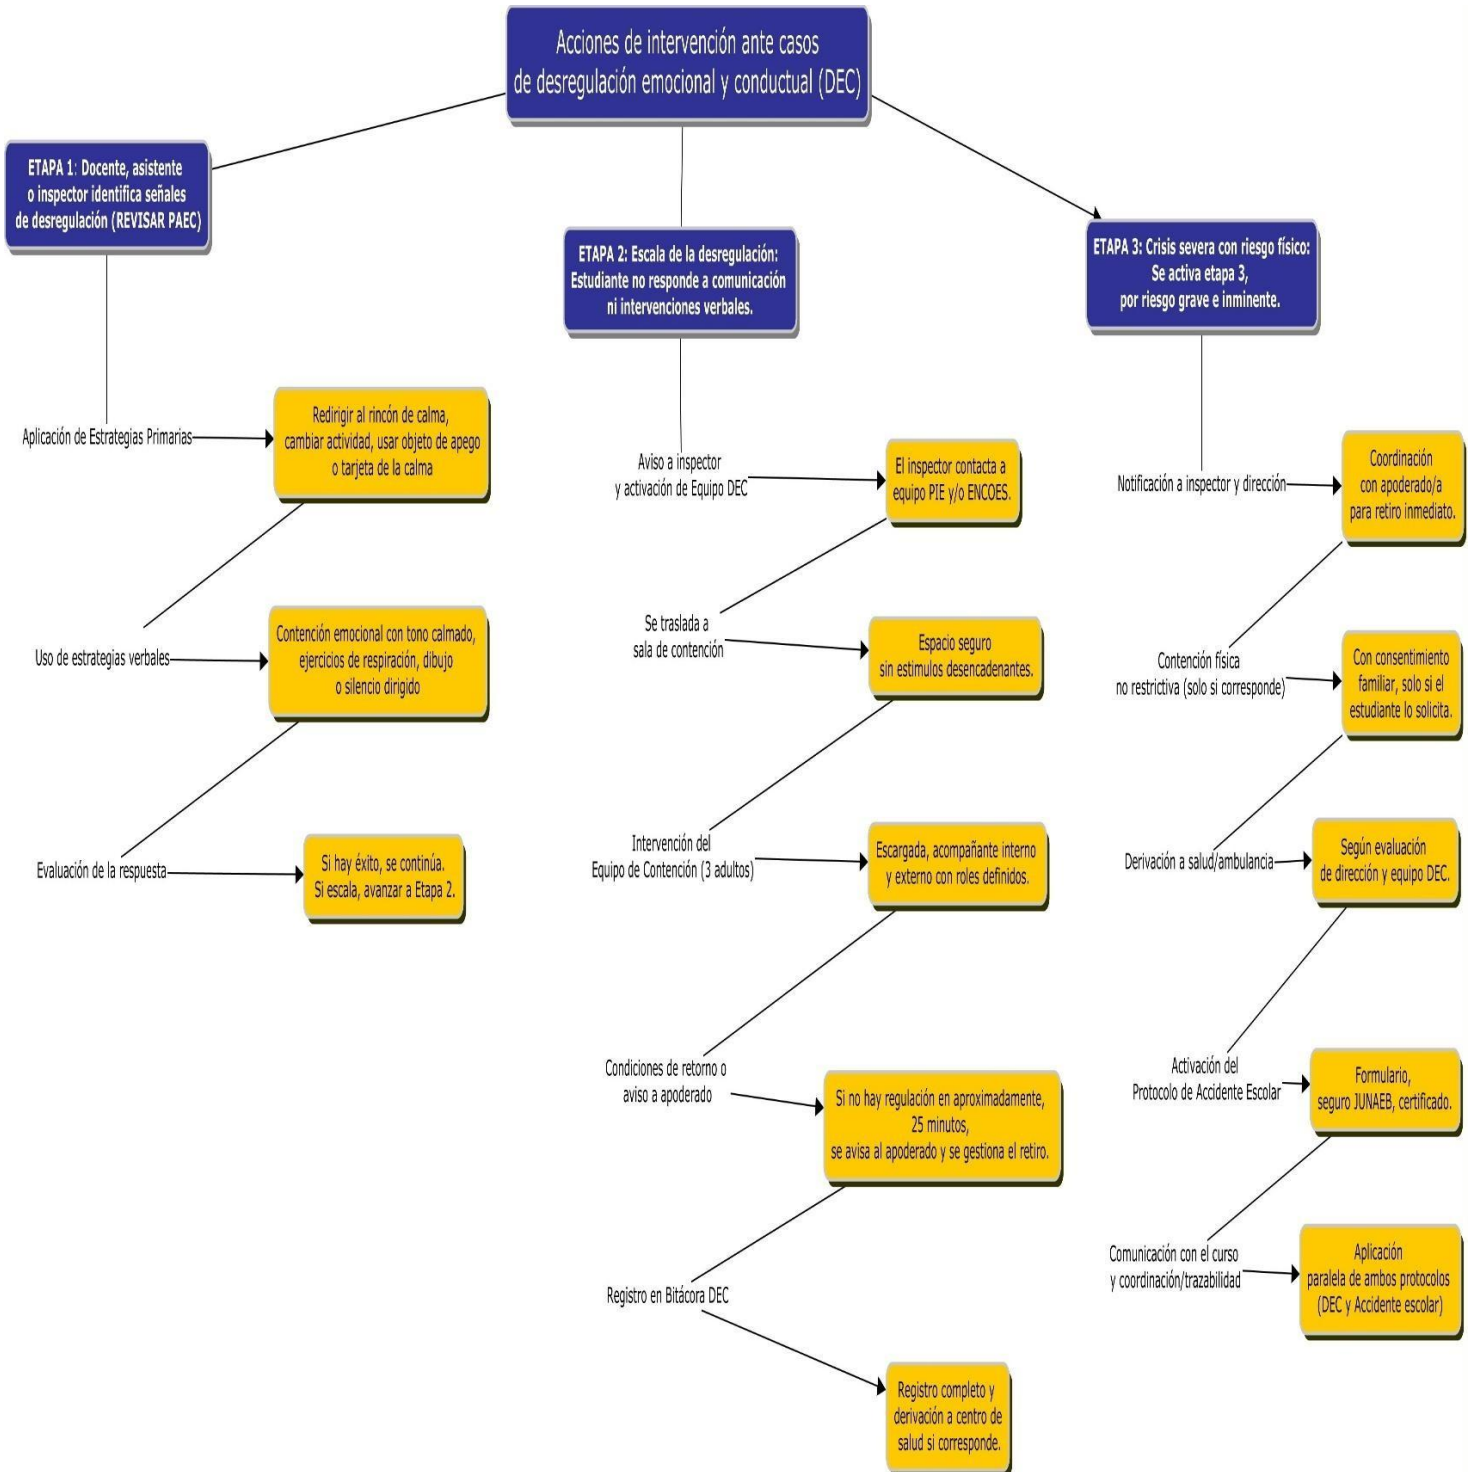 Acciones de intervención ante casos
de desregulación emocional y conductual (DEC)
ETAPA 1: Docente, asistente
o inspector identifica señales
de desregulación (REVISAR PAEC)
Aplicación de Estrategias Primarias
Redirigir al rincón de calma,
cambiar actividad, usar objeto de apego
o tarjeta de la calma
Uso de estrategias verbales
Contención emocional con tono calmado,
ejercicios de respiración, dibujo
o silencio dirigido
Evaluación de la respuesta
Si hay éxito, se continúa.
Si escala, avanzar a Etapa 2.
ETAPA 2: Escala de la desregulación:
Estudiante no responde a comunicación
ni intervenciones verbales.
Aviso a inspector
y activación de Equipo DEC
El inspector contacta a
equipo PIE y/o ENCOES.
Se traslada a
sala de contención
Espacio seguro
sin estimulos desencadenantes.
Intervención del
Equipo de Contención (3 adultos)
Escargada, acompañante interno
y externo con roles definidos.
Condiciones de retorno o
aviso a apoderado
Si no hay regulación en aproximadamente,
25 minutos,
se avisa al apoderado y se gestiona el retiro.
Registro en Bitácora DEC
Registro completo y
derivación a centro de
salud si corresponde.
ETAPA 3: Crisis severa con riesgo físico:
Se activa etapa 3,
por riesgo grave e inminente.
Notificación a inspector y dirección
Coordinación
con apoderado/a
para retiro inmediato.
Contención física
no restrictiva (solo si corresponde)
Con consentimiento
familiar, solo si el
estudiante lo solicita.
Derivación a salud/ambulancia
Según evaluación
de dirección y equipo DEC.
Activación del
Protocolo de Accidente Escolar
Formulario,
seguro JUNAEB, certificado.
Comunicación con el curso
y coordinación/trazabilidad
Aplicación
paralela de ambos protocolos
(DEC y Accidente escolar)